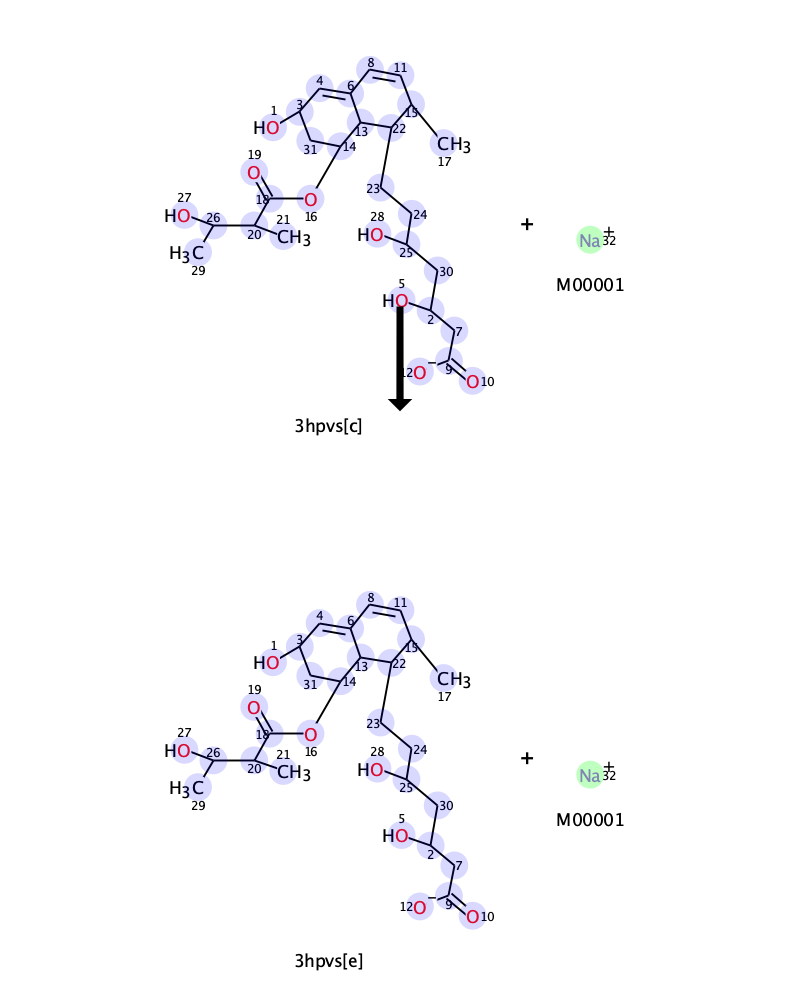 8
11
4
6
3
15
1
HO
13
22
CH3
17
31
14
19
O
18
O
16
23
27
HO
26
21
CH3
20
H3C
29
24
28
HO
25
+
Na+
32
M00001
30
5
HO
2
7
12
O−
9
O
10
3hpvs[c]
8
11
4
6
3
15
1
HO
13
22
CH3
17
31
14
19
O
18
O
16
23
27
HO
26
21
CH3
20
H3C
29
24
28
HO
25
+
Na+
32
M00001
30
5
HO
2
7
12
O−
9
O
10
3hpvs[e]